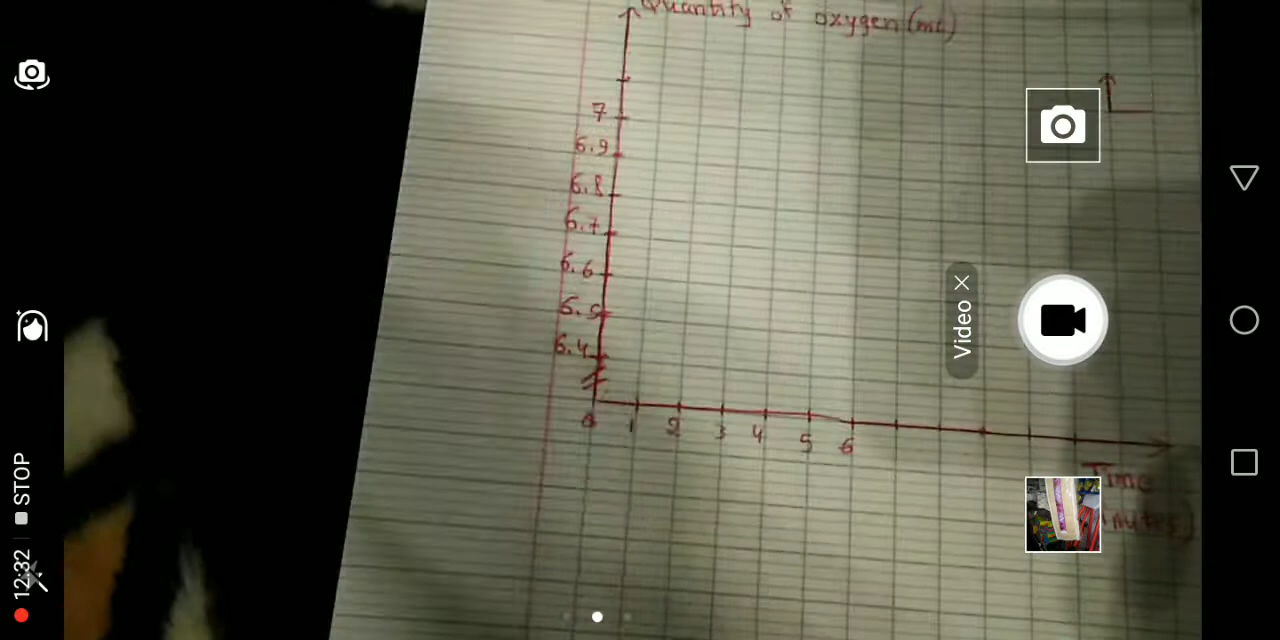 Quantity of oxygen (mL)
7
6.9
6.8
6.7
6.6
6.5
6.4
0 1 2 3 4 5 6
Time
Video ×
12:32 STOP